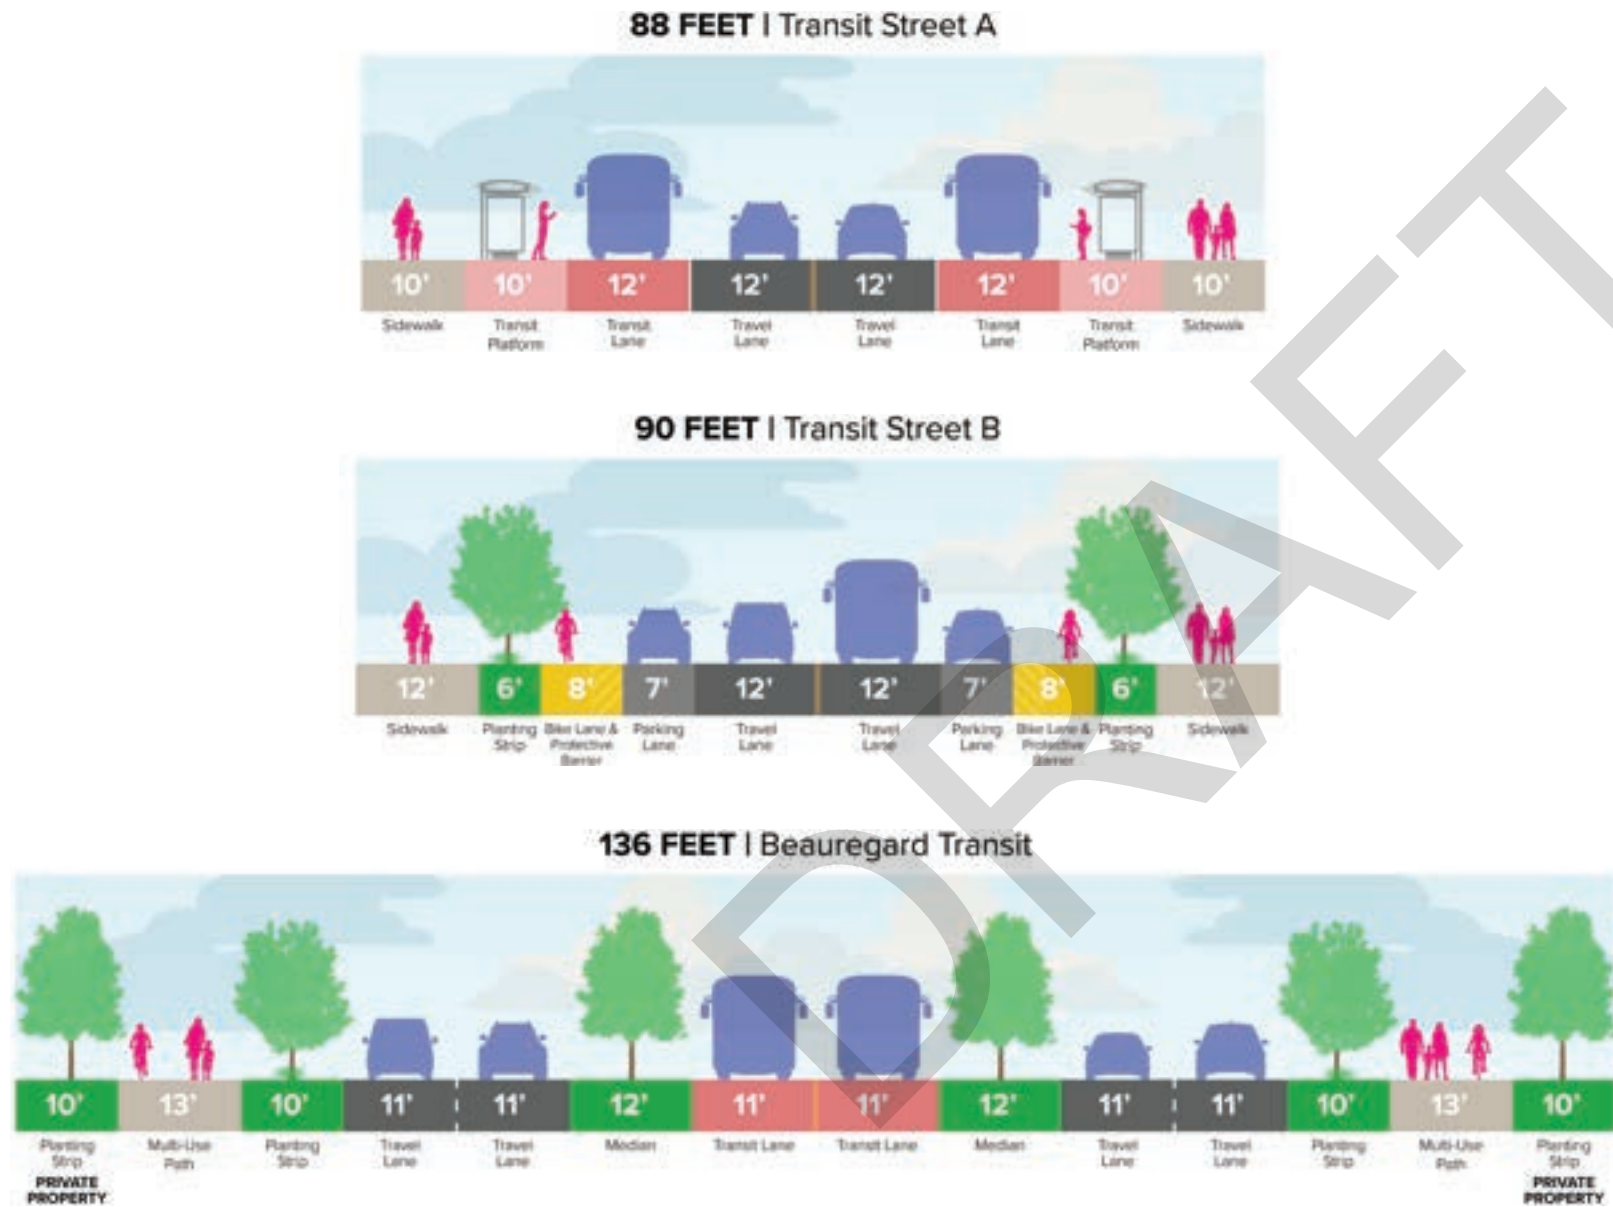 88 FEET | Transit Street A
10' 10' 12' 12' 12' 12' 10' 10'
Sidewalk Transit Platform Transit Lane Travel Lane Travel Lane Transit Lane Transit Platform Sidewalk
90 FEET | Transit Street B
12' 6' 8' 7' 12' 12' 7' 8' 6' 12'
Sidewalk Planting Strip Bike Lane & Protective Barrier Parking Lane Travel Lane Travel Lane Parking Lane Bike Lane & Protective Barrier Planting Strip Sidewalk
136 FEET | Beauregard Transit
10' 13' 10' 11' 11' 12' 11' 11' 12' 11' 11' 10' 13' 10'
Planting Strip Multi-Use Path Planting Strip Travel Lane Travel Lane Median Transit Lane Transit Lane Median Travel Lane Travel Lane Planting Strip Multi-Use Path Planting Strip
PRIVATE PROPERTY PRIVATE PROPERTY
DRAFT